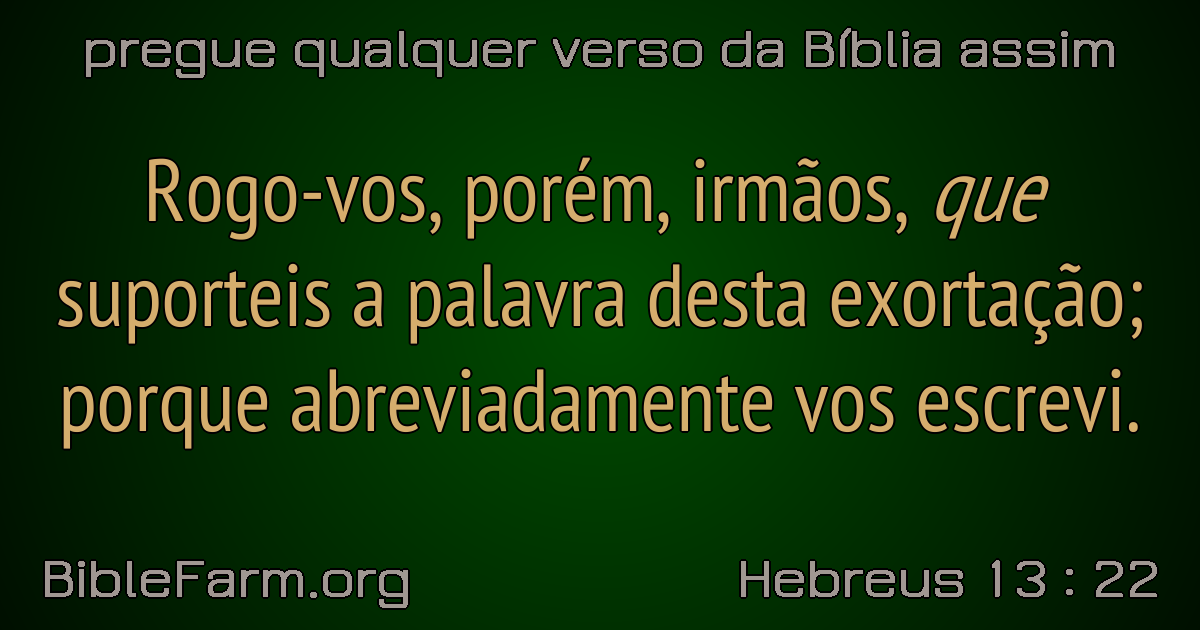 pregue qualquer verso da Bíblia assim
Rogo-vos, porém, irmãos, que
suporteis a palavra desta exortação;
porque abreviadamente vos escrevi.
BibleFarm.org
Hebreus 13 : 22